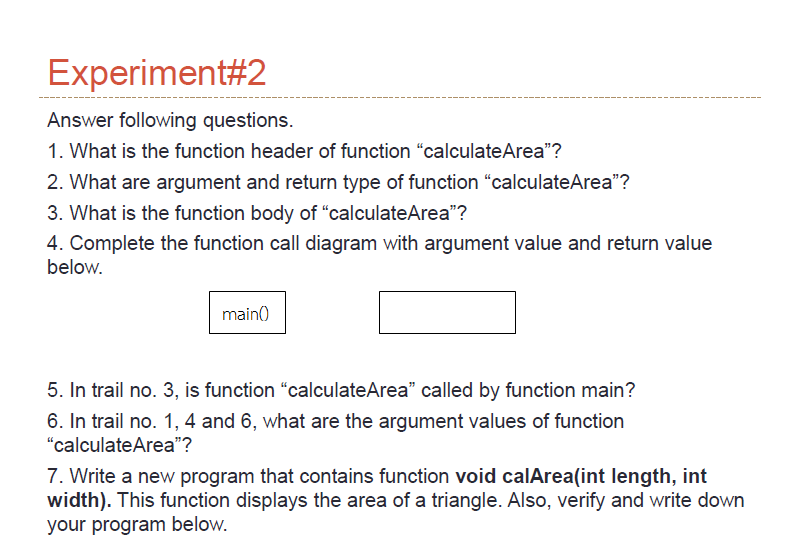 Experiment#2
Answer following questions.
1. What is the function header of function “calculateArea”?
2. What are argument and return type of function “calculateArea”?
3. What is the function body of “calculateArea”?
4. Complete the function call diagram with argument value and return value
below.
main()
5. In trail no. 3, is function “calculateArea” called by function main?
6. In trail no. 1, 4 and 6, what are the argument values of function
“calculateArea”?
7. Write a new program that contains function void calArea(int length, int
width). This function displays the area of a triangle. Also, verify and write down
your program below.